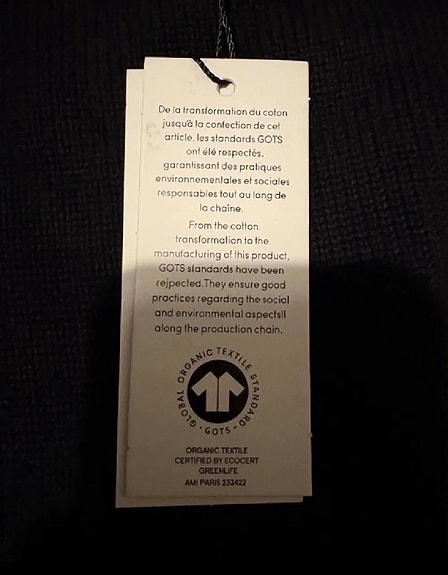 De la transformation du coton
jusqu'à la confection de cet
article, les standards GOTS
ont été respectés,
garantissant des pratiques
environnementales et sociales
responsables tout au long de
la chaîne.
From the cotton
transformation to the
manufacturing of this product,
GOTS standards have been
rejpected.They ensure good
practices regarding the social
and environmental aspectsll
along the production chain.
GLOBAL ORGANIC TEXTILE STANDARD
· GOTS ·
ORGANIC TEXTILE
CERTIFIED BY ECOCERT
GREENLIFE
AMI PARIS 233422